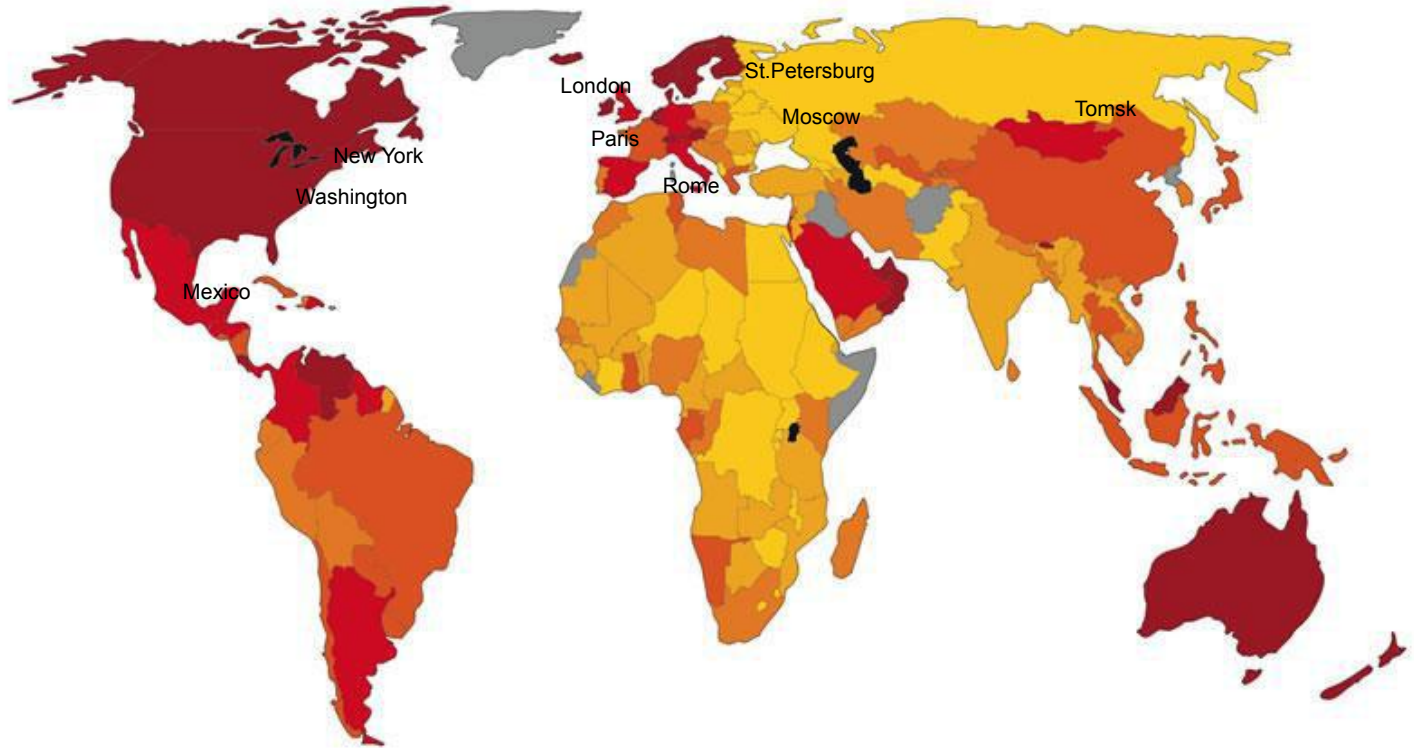 St.Petersburg
London
Tomsk
Moscow
Paris
New York
Rome
Washington
Mexico